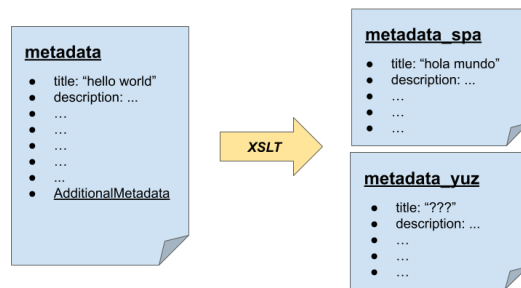 metadata
● title: “hello world”
● description: ...
● …
● …
● …
● …
● ...
● AdditionalMetadata
XSLT
metadata_spa
● title: “hola mundo”
● description: ...
● …
● …
● …
metadata_yuz
● title: “???”
● description: ...
● …
● …
● …